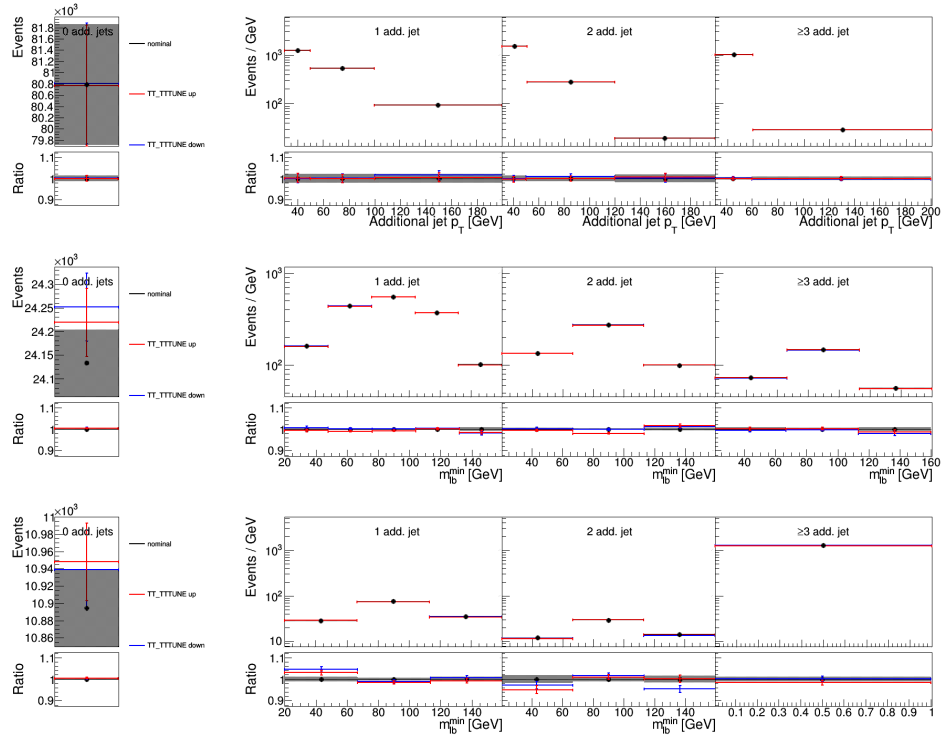 ×10³
Events
81.8
81.6
81.4
81.2
81
80.8
80.6
80.4
80.2
80
79.8
0 add. jets
nominal
TT_TTTUNE up
TT_TTTUNE down
Ratio
1.1
1
0.9
Events / GeV
10³
10²
1 add. jet
2 add. jet
≥3 add. jet
Ratio
1.1
1
0.9
40 60 80 100 120 140 160 180
40 60 80 100 120 140 160 180
40 60 80 100 120 140 160 180 200
Additional jet p_T [GeV]
Additional jet p_T [GeV]
Additional jet p_T [GeV]
×10³
Events
24.3
24.25
24.2
24.15
24.1
0 add. jets
nominal
TT_TTTUNE up
TT_TTTUNE down
Ratio
1.1
1
0.9
Events / GeV
10³
10²
1 add. jet
2 add. jet
≥3 add. jet
Ratio
1.1
1
0.9
20 40 60 80 100 120 140
40 60 80 100 120 140
40 60 80 100 120 140 160
m_lb^min [GeV]
m_lb^min [GeV]
m_lb^min [GeV]
×10³
Events
11
10.98
10.96
10.94
10.92
10.9
10.88
10.86
0 add. jets
nominal
TT_TTTUNE up
TT_TTTUNE down
Ratio
1.1
1
0.9
Events / GeV
10³
10²
10
1 add. jet
2 add. jet
≥3 add. jet
Ratio
1.1
1
0.9
20 40 60 80 100 120 140
40 60 80 100 120 140
0.1 0.2 0.3 0.4 0.5 0.6 0.7 0.8 0.9 1
m_lb^min [GeV]
m_lb^min [GeV]